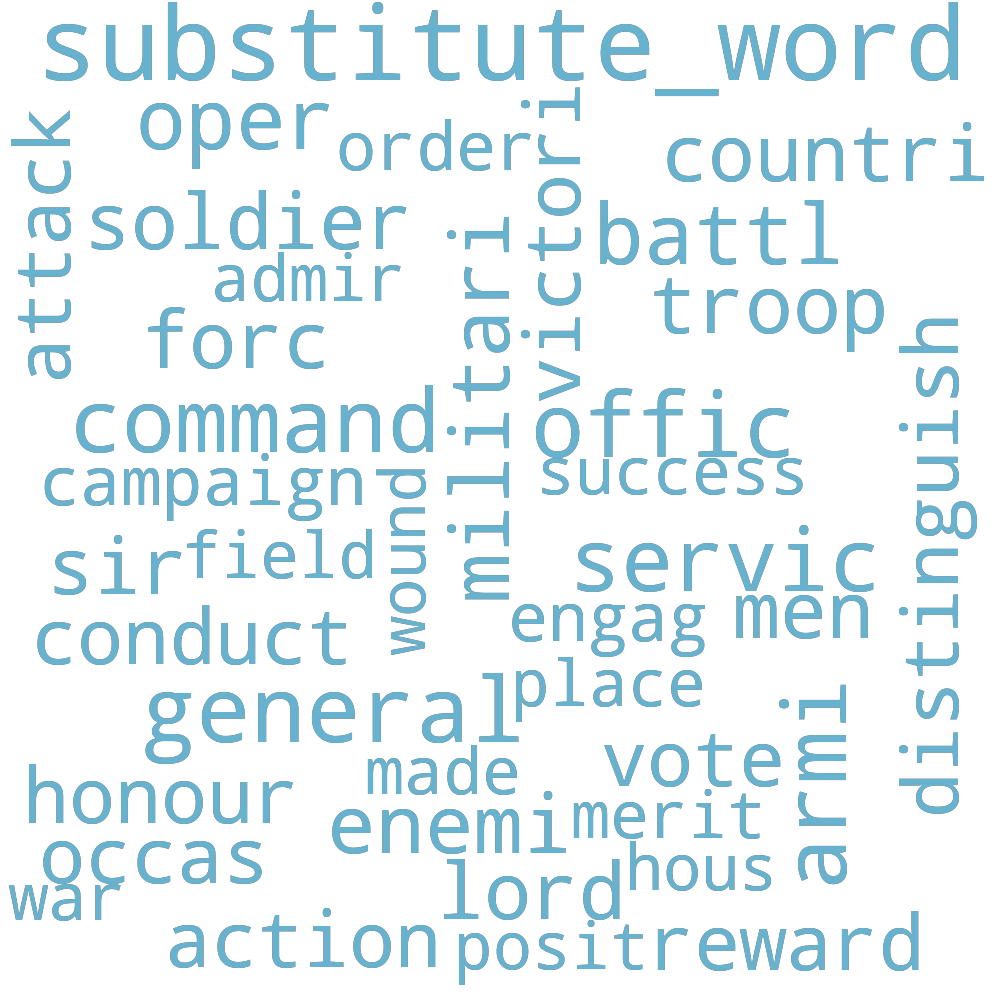 substitute_word
attack
oper
order
victori
countri
soldier
battl
admir
militari
troop
forc
distinguish
command
offic
campaign
success
wound
sir
field
servic
engag
men
conduct
place
general
armi
vote
made
honour
merit
enemi
occas
hous
lord
war
action
posit
reward